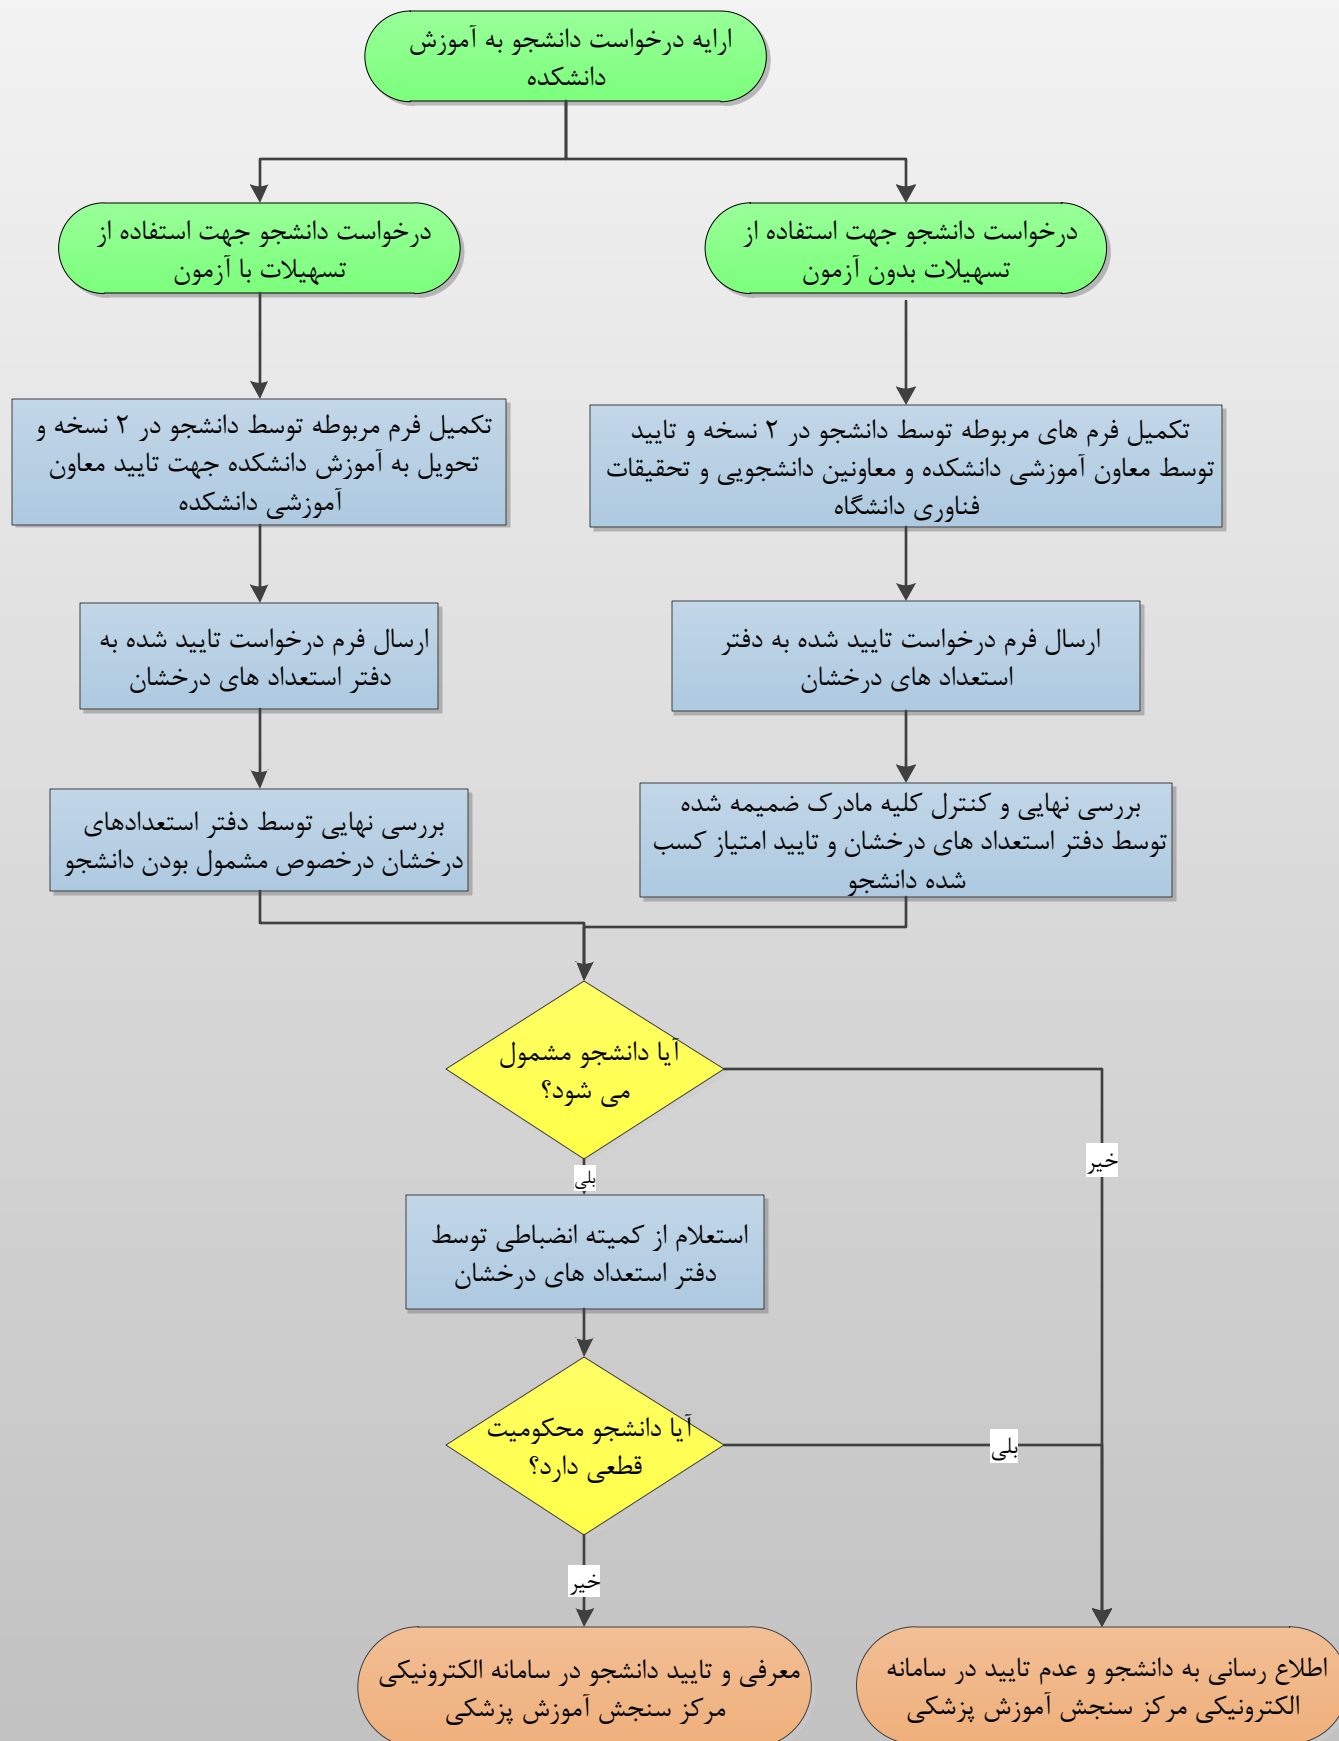 ارایه درخواست دانشجو به آموزش
دانشکده
درخواست دانشجو جهت استفاده از
تسهیلات بدون آزمون
درخواست دانشجو جهت استفاده از
تسهیلات با آزمون
تکمیل فرم های مربوطه توسط دانشجو در ۲ نسخه و تایید
توسط معاون آموزشی دانشکده و معاونین دانشجویی و تحقیقات
فناوری دانشگاه
تکمیل فرم مربوطه توسط دانشجو در ۲ نسخه و
تحویل به آموزش دانشکده جهت تایید معاون
آموزشی دانشکده
ارسال فرم درخواست تایید شده به دفتر
استعداد های درخشان
ارسال فرم درخواست تایید شده به
دفتر استعداد های درخشان
بررسی نهایی و کنترل کلیه مادرک ضمیمه شده
توسط دفتر استعداد های درخشان و تایید امتیاز کسب
شده دانشجو
بررسی نهایی توسط دفتر استعدادهای
درخشان درخصوص مشمول بودن دانشجو
آیا دانشجو مشمول
می شود؟
خیر
بلی
استعلام از کمیته انضباطی توسط
دفتر استعداد های درخشان
آیا دانشجو محکومیت
قطعی دارد؟
بلی
خیر
اطلاع رسانی به دانشجو و عدم تایید در سامانه
الکترونیکی مرکز سنجش آموزش پزشکی
معرفی و تایید دانشجو در سامانه الکترونیکی
مرکز سنجش آموزش پزشکی